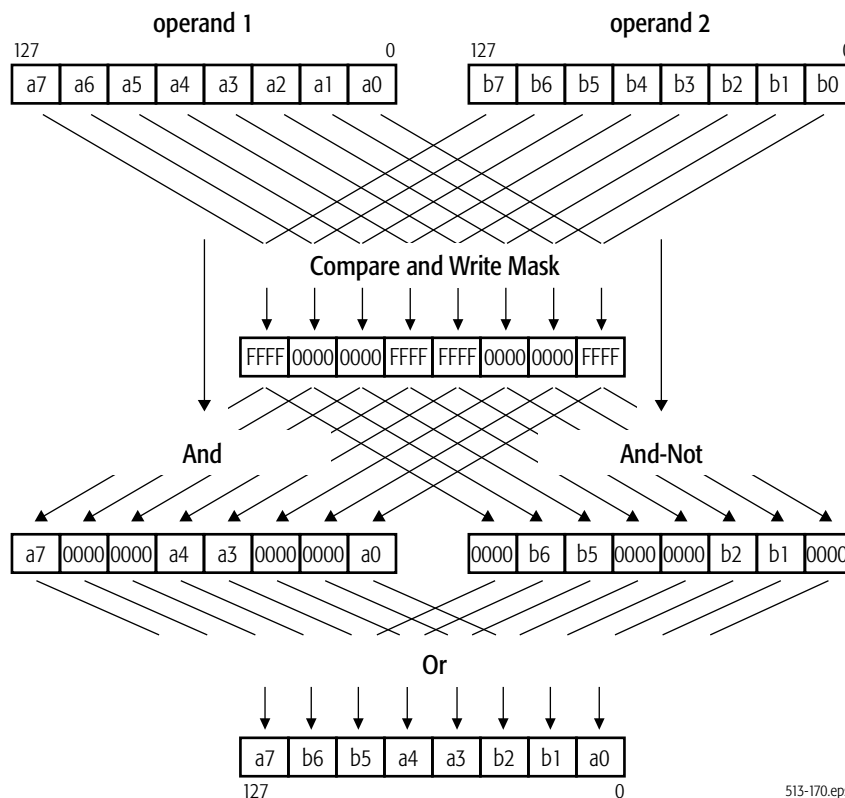 operand 1 operand 2
127 0 127 0
a7 a6 a5 a4 a3 a2 a1 a0 b7 b6 b5 b4 b3 b2 b1 b0
Compare and Write Mask
FFFF 0000 0000 FFFF FFFF 0000 0000 FFFF
And And-Not
a7 0000 0000 a4 a3 0000 0000 a0 0000 b6 b5 0000 0000 b2 b1 0000
Or
a7 b6 b5 a4 a3 b2 b1 a0
127 0
513-170.eps